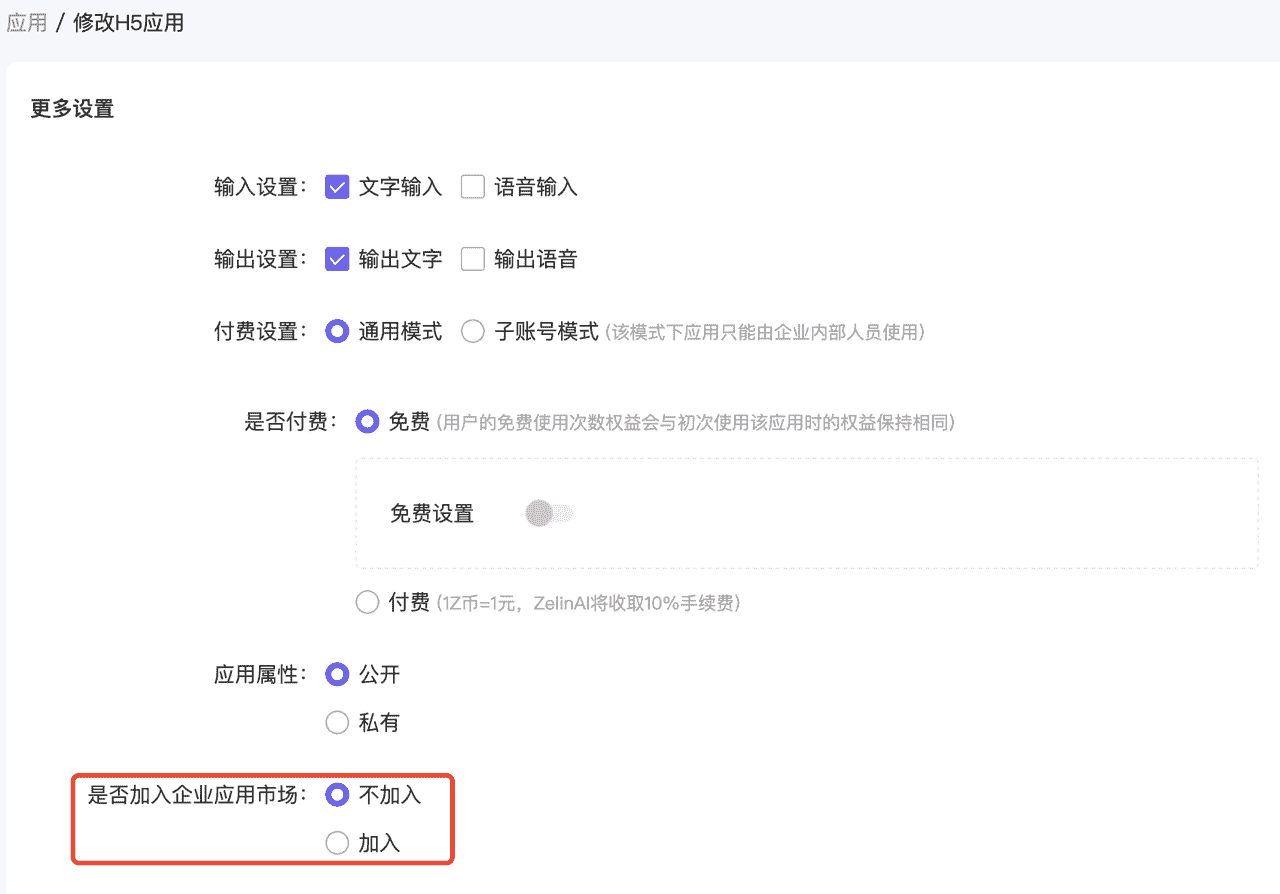 应用 / 修改H5应用
更多设置
输入设置： 文字输入 语音输入
输出设置： 输出文字 输出语音
付费设置： 通用模式 子账号模式 (该模式下应用只能由企业内部人员使用)
是否付费： 免费 (用户的免费使用次数权益会与初次使用该应用时的权益保持相同)
免费设置
付费 (1Z币=1元，ZelinAI将收取10%手续费)
应用属性： 公开
私有
是否加入企业应用市场： 不加入
加入